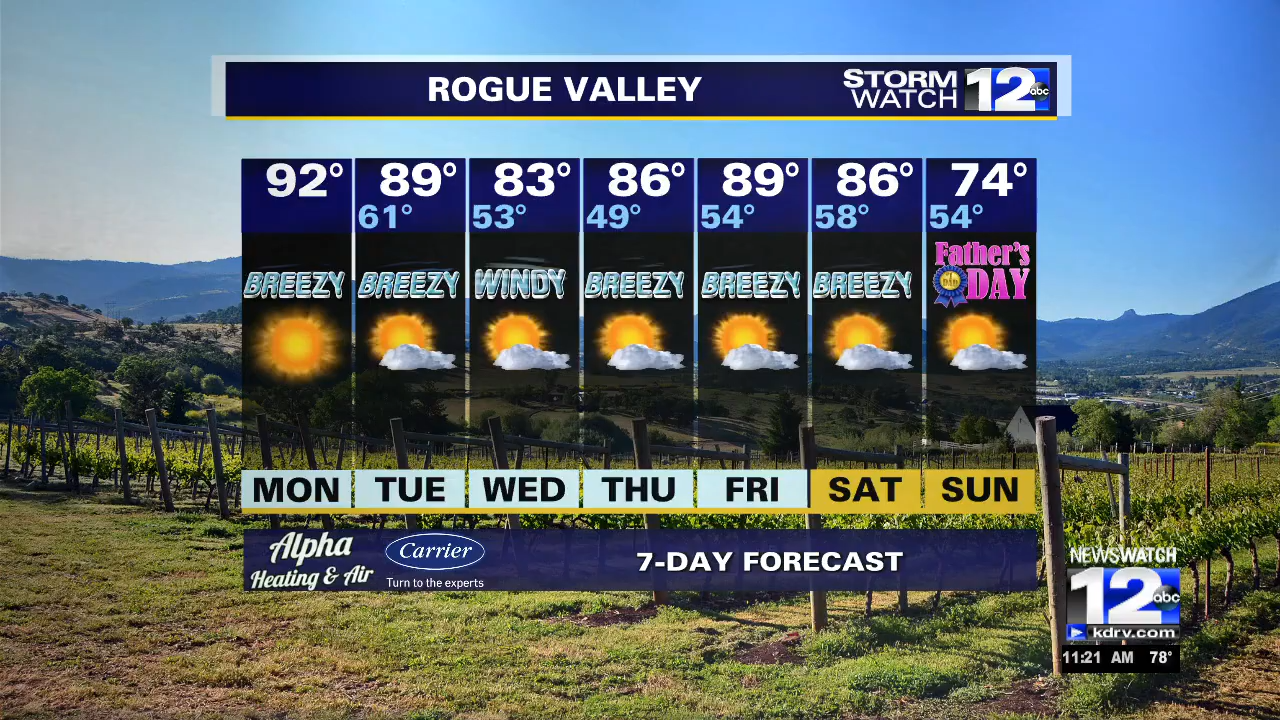 ROGUE VALLEY
STORM
WATCH
12
abc
92° 89° 83° 86° 89° 86° 74°
61° 53° 49° 54° 58° 54°
BREEZY BREEZY WINDY BREEZY BREEZY BREEZY Father's
DAD
DAY
MON TUE WED THU FRI SAT SUN
Alpha
Heating & Air
Carrier
Turn to the experts
7-DAY FORECAST
NEWSWATCH
12
abc
kdrv.com
11:21 AM 78°